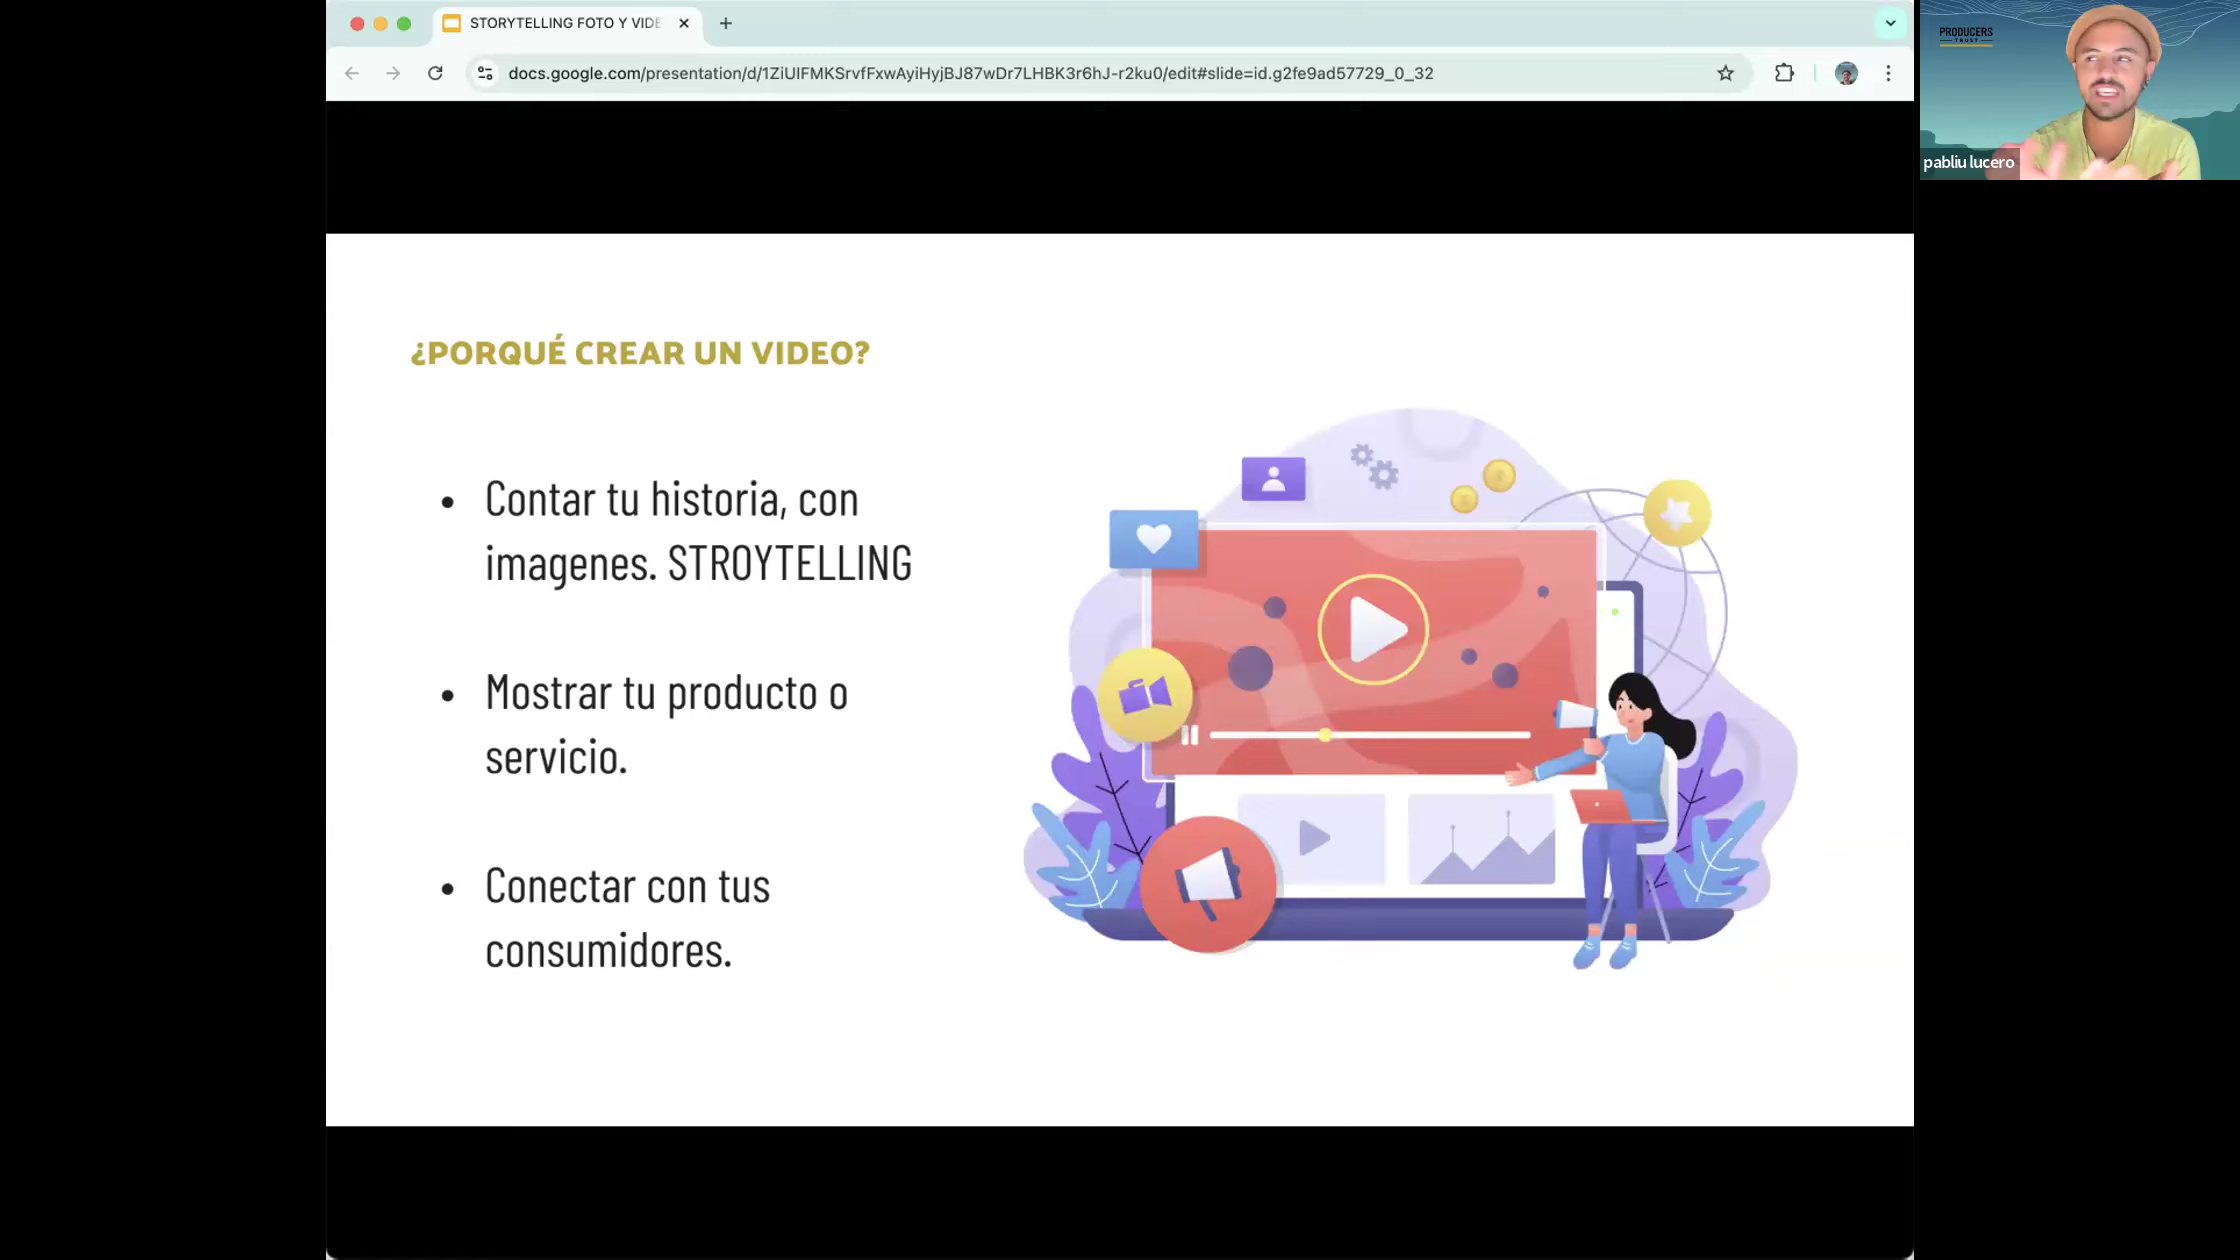 STORYTELLING FOTO Y VIDE
docs.google.com/presentation/d/1ZiUIFMKSrvfFxwAyiHyjBJ87wDr7LHBK3r6hJ-r2ku0/edit#slide=id.g2fe9ad57729_0_32
PRODUCERS
TRUST
pabliu lucero
¿PORQUÉ CREAR UN VIDEO?
• Contar tu historia, con
imagenes. STROYTELLING
• Mostrar tu producto o
servicio.
• Conectar con tus
consumidores.